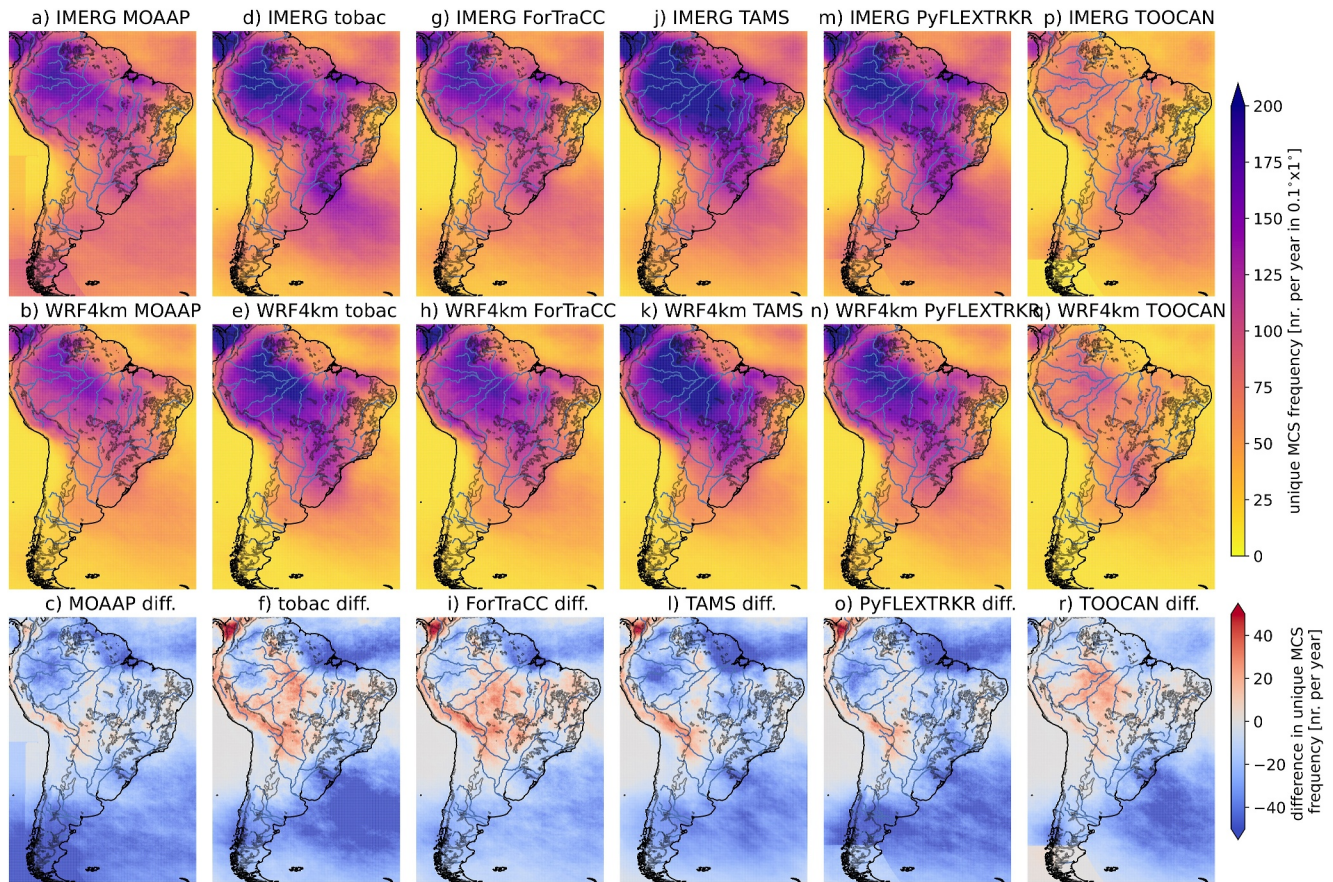 a) IMERG MOAAP
d) IMERG tobac
g) IMERG ForTraCC
j) IMERG TAMS
m) IMERG PyFLEXTRKR
p) IMERG TOOCAN
200
175
150
125
100
75
50
25
0
unique MCS frequency [nr. per year in 0.1°x1°]
b) WRF4km MOAAP
e) WRF4km tobac
h) WRF4km ForTraCC
k) WRF4km TAMS
n) WRF4km PyFLEXTRKR
q) WRF4km TOOCAN
c) MOAAP diff.
f) tobac diff.
i) ForTraCC diff.
l) TAMS diff.
o) PyFLEXTRKR diff.
r) TOOCAN diff.
40
20
0
−20
−40
difference in unique MCS
frequency [nr. per year]